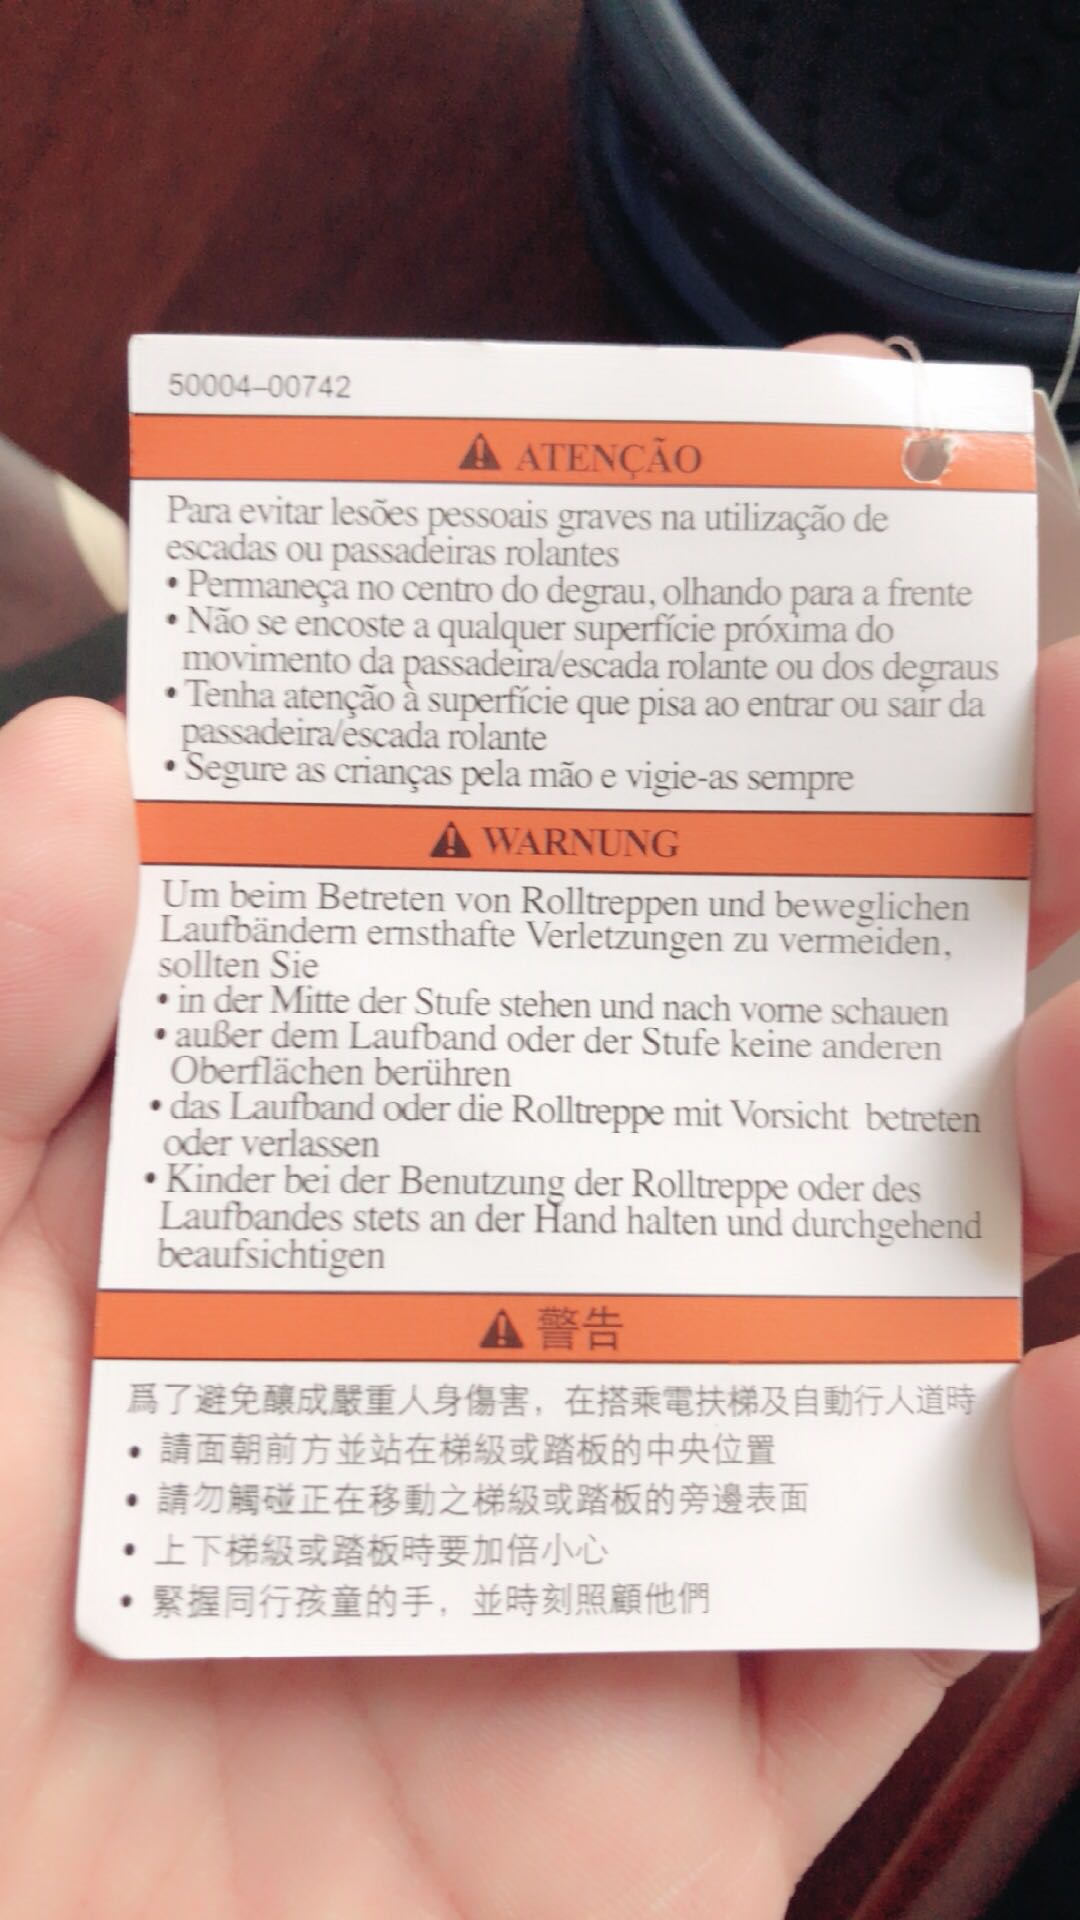 50004–00742
ATENÇÃO
Para evitar lesões pessoais graves na utilização de
escadas ou passadeiras rolantes
• Permaneça no centro do degrau, olhando para a frente
• Não se encoste a qualquer superfície próxima do
movimento da passadeira/escada rolante ou dos degraus
• Tenha atenção à superfície que pisa ao entrar ou sair da
passadeira/escada rolante
• Segure as crianças pela mão e vigie-as sempre
WARNUNG
Um beim Betreten von Rolltreppen und beweglichen
Laufbändern ernsthafte Verletzungen zu vermeiden,
sollten Sie
• in der Mitte der Stufe stehen und nach vorne schauen
• außer dem Laufband oder der Stufe keine anderen
Oberflächen berühren
• das Laufband oder die Rolltreppe mit Vorsicht betreten
oder verlassen
• Kinder bei der Benutzung der Rolltreppe oder des
Laufbandes stets an der Hand halten und durchgehend
beaufsichtigen
警告
爲了避免釀成嚴重人身傷害，在搭乘電扶梯及自動行人道時
• 請面朝前方並站在梯級或踏板的中央位置
• 請勿觸碰正在移動之梯級或踏板的旁邊表面
• 上下梯級或踏板時要加倍小心
• 緊握同行孩童的手，並時刻照顧他們